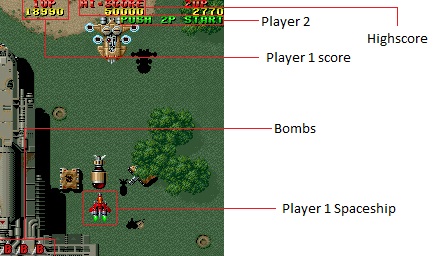 1UP HI-SCORE 2UP
18990 50000 2770
PUSH 2P START
Player 2
Highscore
Player 1 score
Bombs
Player 1 Spaceship
B B B